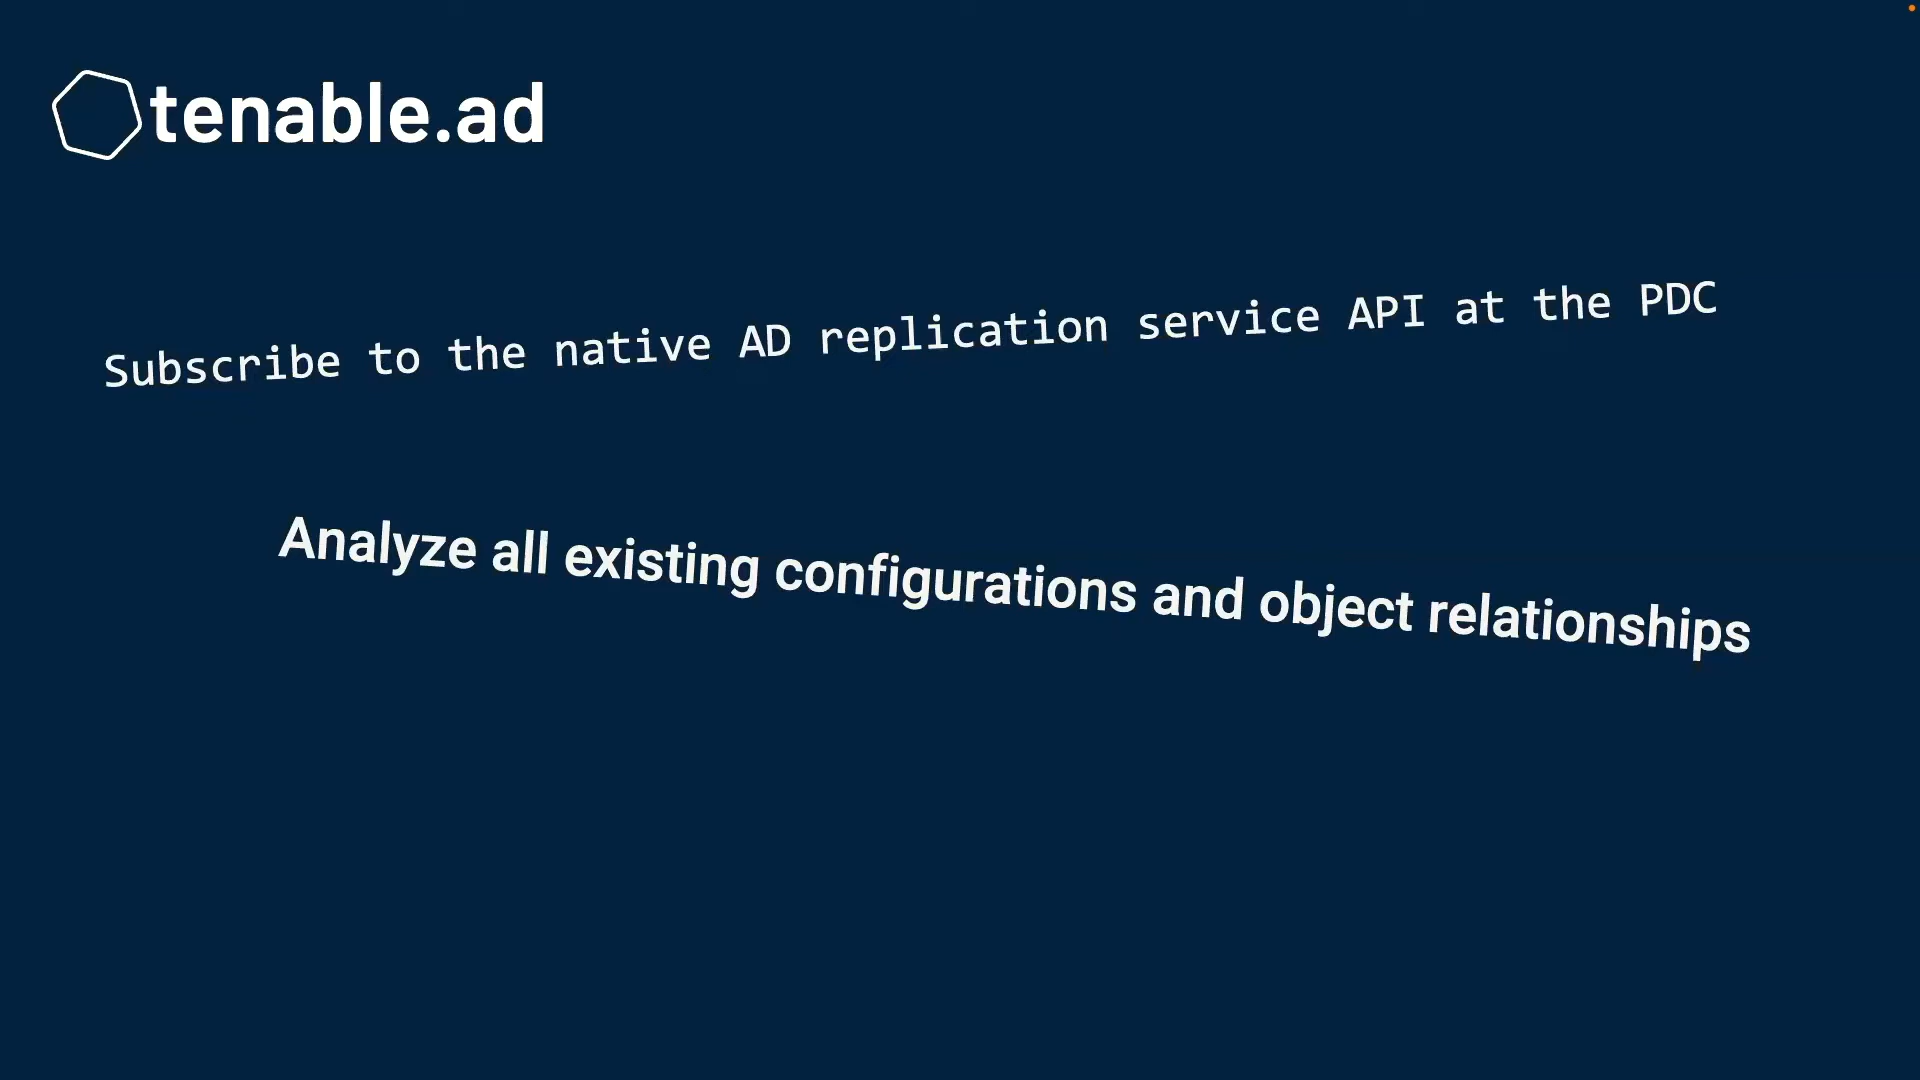 tenable.ad
Subscribe to the native AD replication service API at the PDC
Analyze all existing configurations and object relationships